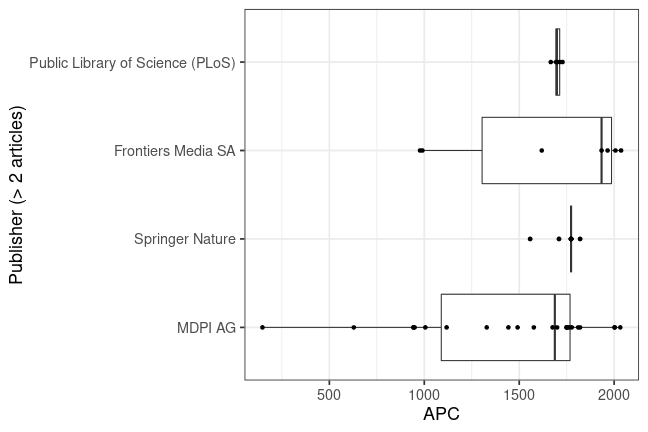 Public Library of Science (PLoS)
Frontiers Media SA
Springer Nature
MDPI AG
Publisher (> 2 articles)
500 1000 1500 2000
APC